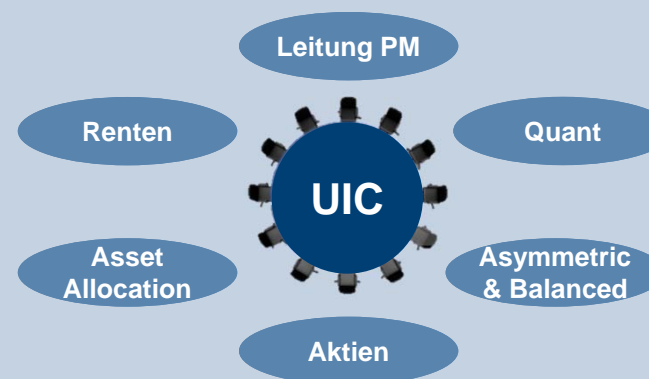 Leitung PM
Renten
Quant
UIC
Asset
Allocation
Asymmetric
& Balanced
Aktien